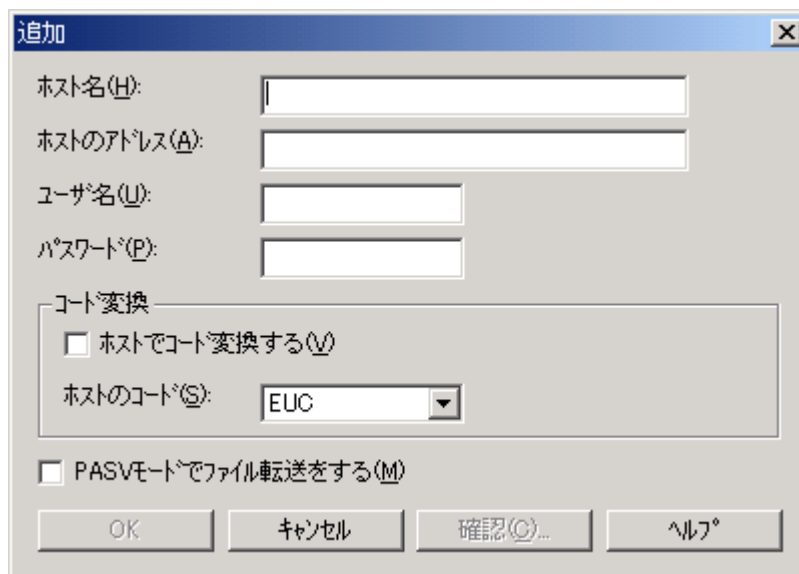 追加
ホスト名(H):
ホストのアドレス(A):
ユーザ名(U):
パスワード(P):
コード変換
ホストでコード変換する(V)
ホストのコード(S):
EUC
PASVモードでファイル転送をする(M)
OK キャンセル 確認(C)... ヘルプ